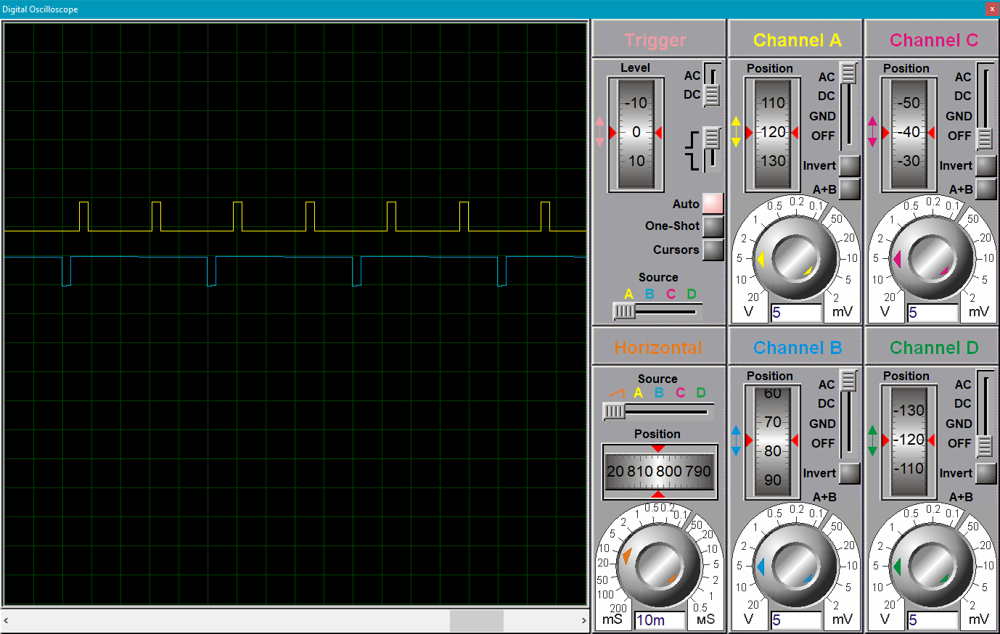 Digital Oscilloscope
x
Trigger
Level
-10
0
10
AC
DC
Auto
One-Shot
Cursors
Source
A B C D
Channel A
Position
110
120
130
AC
DC
GND
OFF
Invert
A+B
20 10 5 2 1 0.5 0.2 0.1 50 20 10 5 2
V
5
mV
Channel C
Position
-50
-40
-30
AC
DC
GND
OFF
Invert
A+B
20 10 5 2 1 0.5 0.2 0.1 50 20 10 5 2
V
5
mV
Horizontal
Source
A B C D
Position
20 810 800 790
200 100 50 20 10 5 2 1 0.5 0.2 0.1 50 20 10 5 2 1 0.5
mS
10m
мS
Channel B
Position
60
70
80
90
AC
DC
GND
OFF
Invert
A+B
20 10 5 2 1 0.5 0.2 0.1 50 20 10 5 2
V
5
mV
Channel D
Position
-130
-120
-110
AC
DC
GND
OFF
Invert
A+B
20 10 5 2 1 0.5 0.2 0.1 50 20 10 5 2
V
5
mV